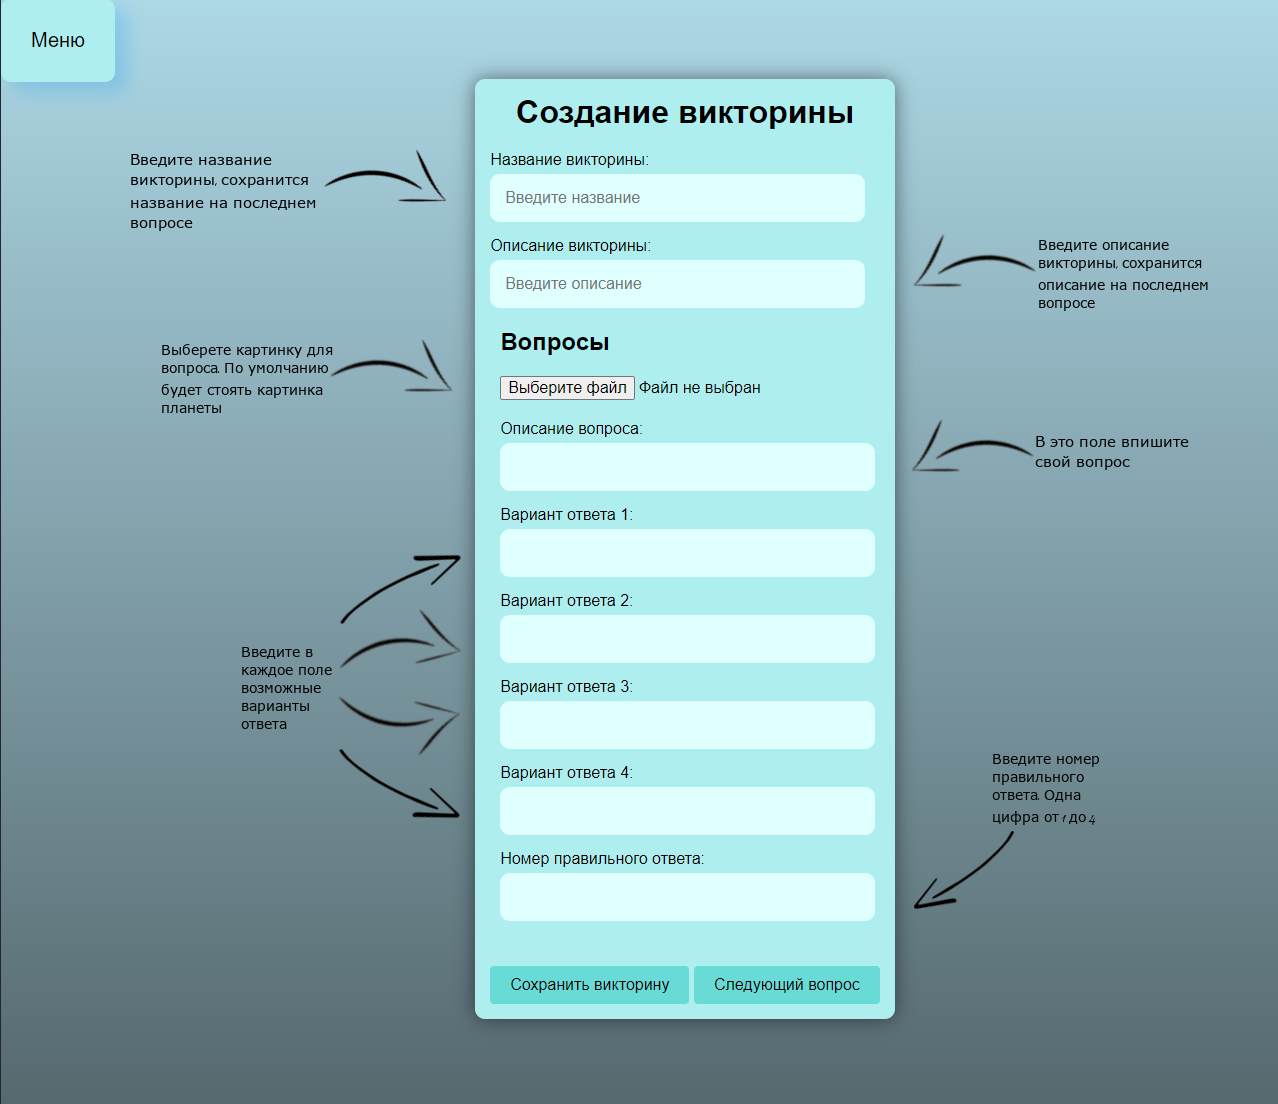 Меню
Создание викторины
Введите название
викторины, сохранится
название на последнем
вопросе
Название викторины:
Введите название
Описание викторины:
Введите описание
Введите описание
викторины, сохранится
описание на последнем
вопросе
Вопросы
Выберете картинку для
вопроса. По умолчанию
будет стоять картинка
планеты
Выберите файл Файл не выбран
Описание вопроса:
В это поле впишите
свой вопрос
Вариант ответа 1:
Вариант ответа 2:
Введите в
каждое поле
возможные
варианты
ответа
Вариант ответа 3:
Вариант ответа 4:
Введите номер
правильного
ответа. Одна
цифра от 1 до 4
Номер правильного ответа:
Сохранить викторину Следующий вопрос